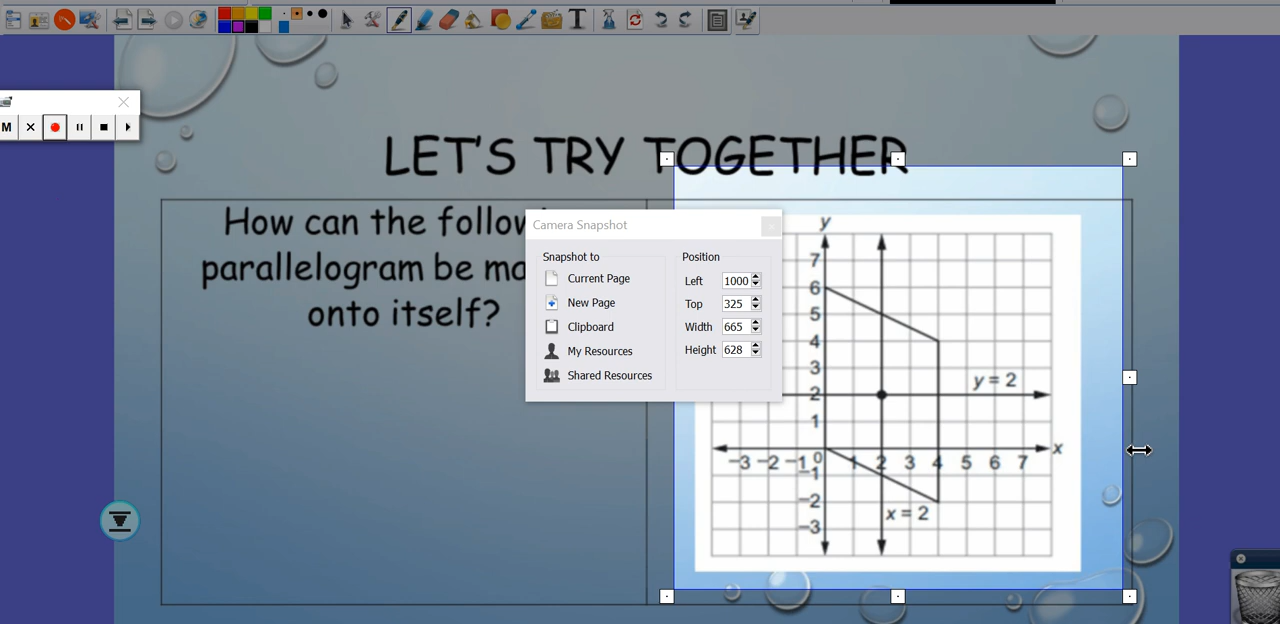 M
LET'S TRY TOGETHER
How can the follow
parallelogram be ma
onto itself?
Camera Snapshot
Snapshot to
Current Page
New Page
Clipboard
My Resources
Shared Resources
Position
Left 1000
Top 325
Width 665
Height 628
y
7
6
5
4
3
2
1
0
y = 2
x
-3 -2 -1 1 2 3 4 5 6 7
-1
-2
-3
x = 2
T